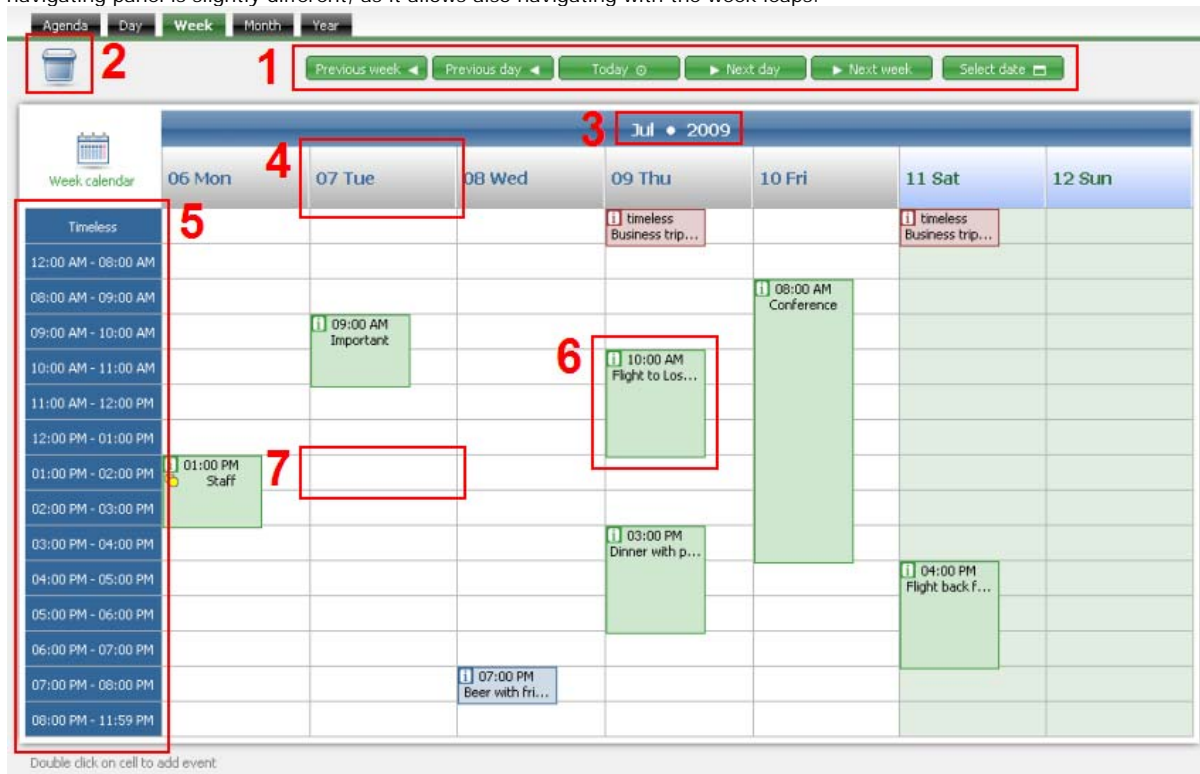 navigating panel is slightly different, as it allows also navigating with the week leaps.
Agenda Day Week Month Year
2
1
Previous week Previous day Today Next day Next week Select date
3
Jul • 2009
Week calendar
4
06 Mon 07 Tue 08 Wed 09 Thu 10 Fri 11 Sat 12 Sun
5
Timeless
i timeless
Business trip...
i timeless
Business trip...
12:00 AM - 08:00 AM
08:00 AM - 09:00 AM
i 08:00 AM
Conference
09:00 AM - 10:00 AM
i 09:00 AM
Important
6
10:00 AM - 11:00 AM
i 10:00 AM
Flight to Los...
11:00 AM - 12:00 PM
12:00 PM - 01:00 PM
7
01:00 PM - 02:00 PM
i 01:00 PM
Staff
02:00 PM - 03:00 PM
03:00 PM - 04:00 PM
i 03:00 PM
Dinner with p...
04:00 PM - 05:00 PM
i 04:00 PM
Flight back f...
05:00 PM - 06:00 PM
06:00 PM - 07:00 PM
07:00 PM - 08:00 PM
i 07:00 PM
Beer with fri...
08:00 PM - 11:59 PM
Double click on cell to add event